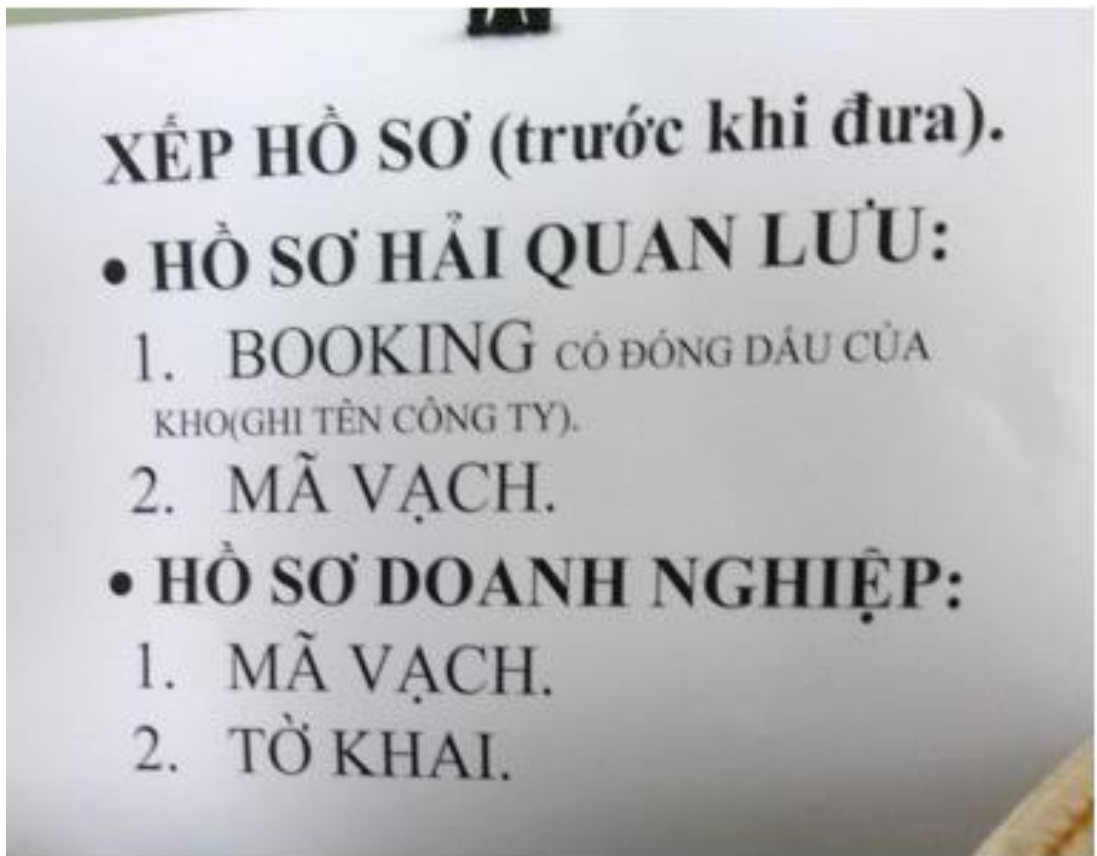 XẾP HỒ SƠ (trước khi đưa).
• HỒ SƠ HẢI QUAN LƯU:
1. BOOKING CÓ ĐÓNG DẤU CỦA
KHO(GHI TÊN CÔNG TY).
2. MÃ VẠCH.
• HỒ SƠ DOANH NGHIỆP:
1. MÃ VẠCH.
2. TỜ KHAI.